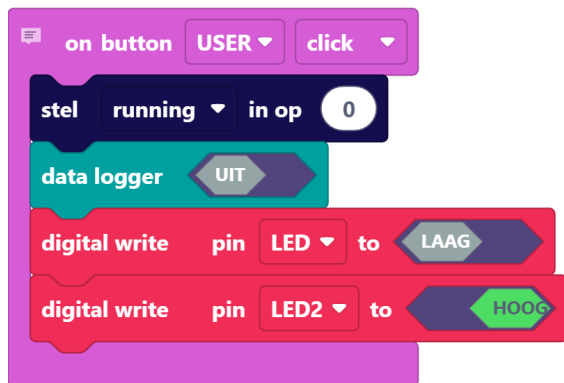 on button USER click
stel running in op 0
data logger UIT
digital write pin LED to LAAG
digital write pin LED2 to HOOG